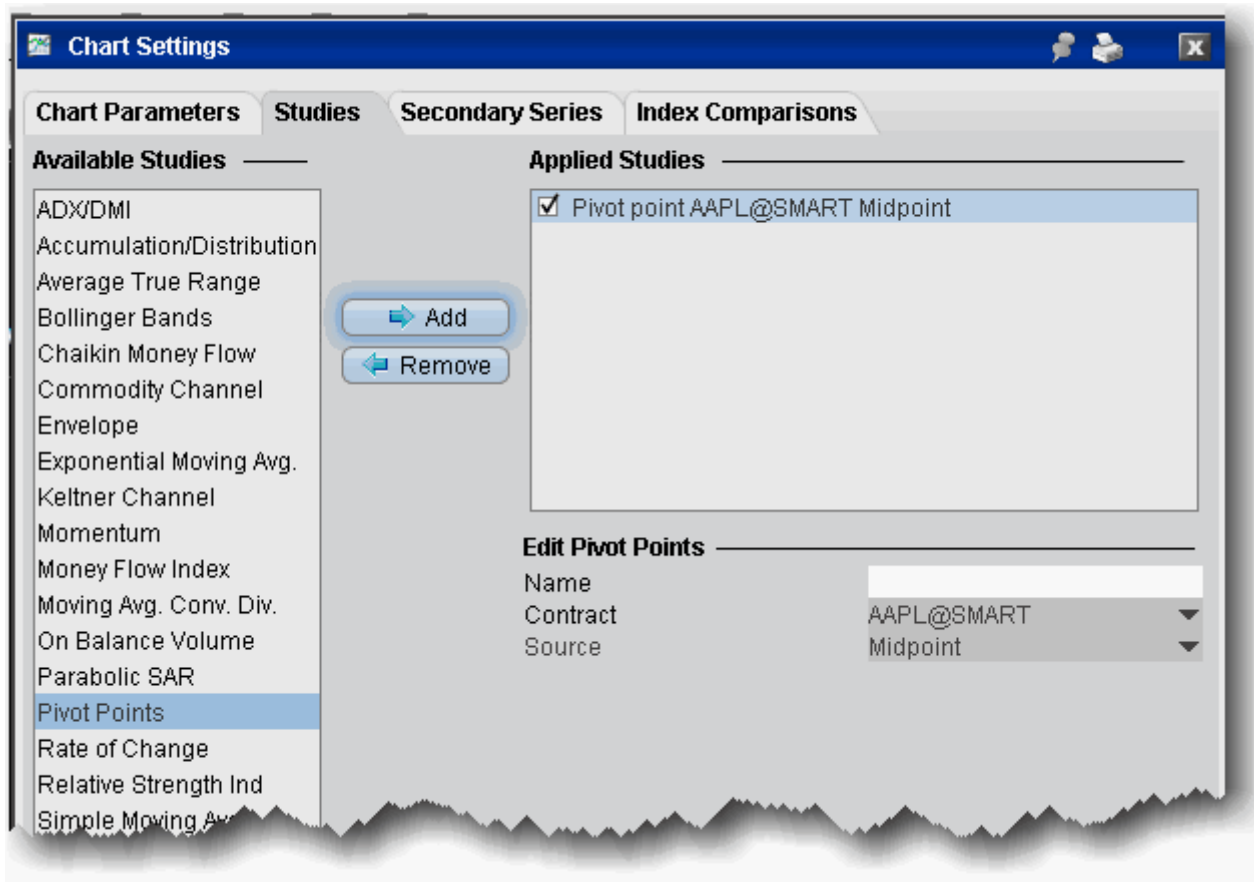 Chart Settings
Chart Parameters
Studies
Secondary Series
Index Comparisons
Available Studies
ADX/DMI
Accumulation/Distribution
Average True Range
Bollinger Bands
Chaikin Money Flow
Commodity Channel
Envelope
Exponential Moving Avg.
Keltner Channel
Momentum
Money Flow Index
Moving Avg. Conv. Div.
On Balance Volume
Parabolic SAR
Pivot Points
Rate of Change
Relative Strength Ind
Simple Moving
Add
Remove
Applied Studies
Pivot point AAPL@SMART Midpoint
Edit Pivot Points
Name
Contract AAPL@SMART
Source Midpoint